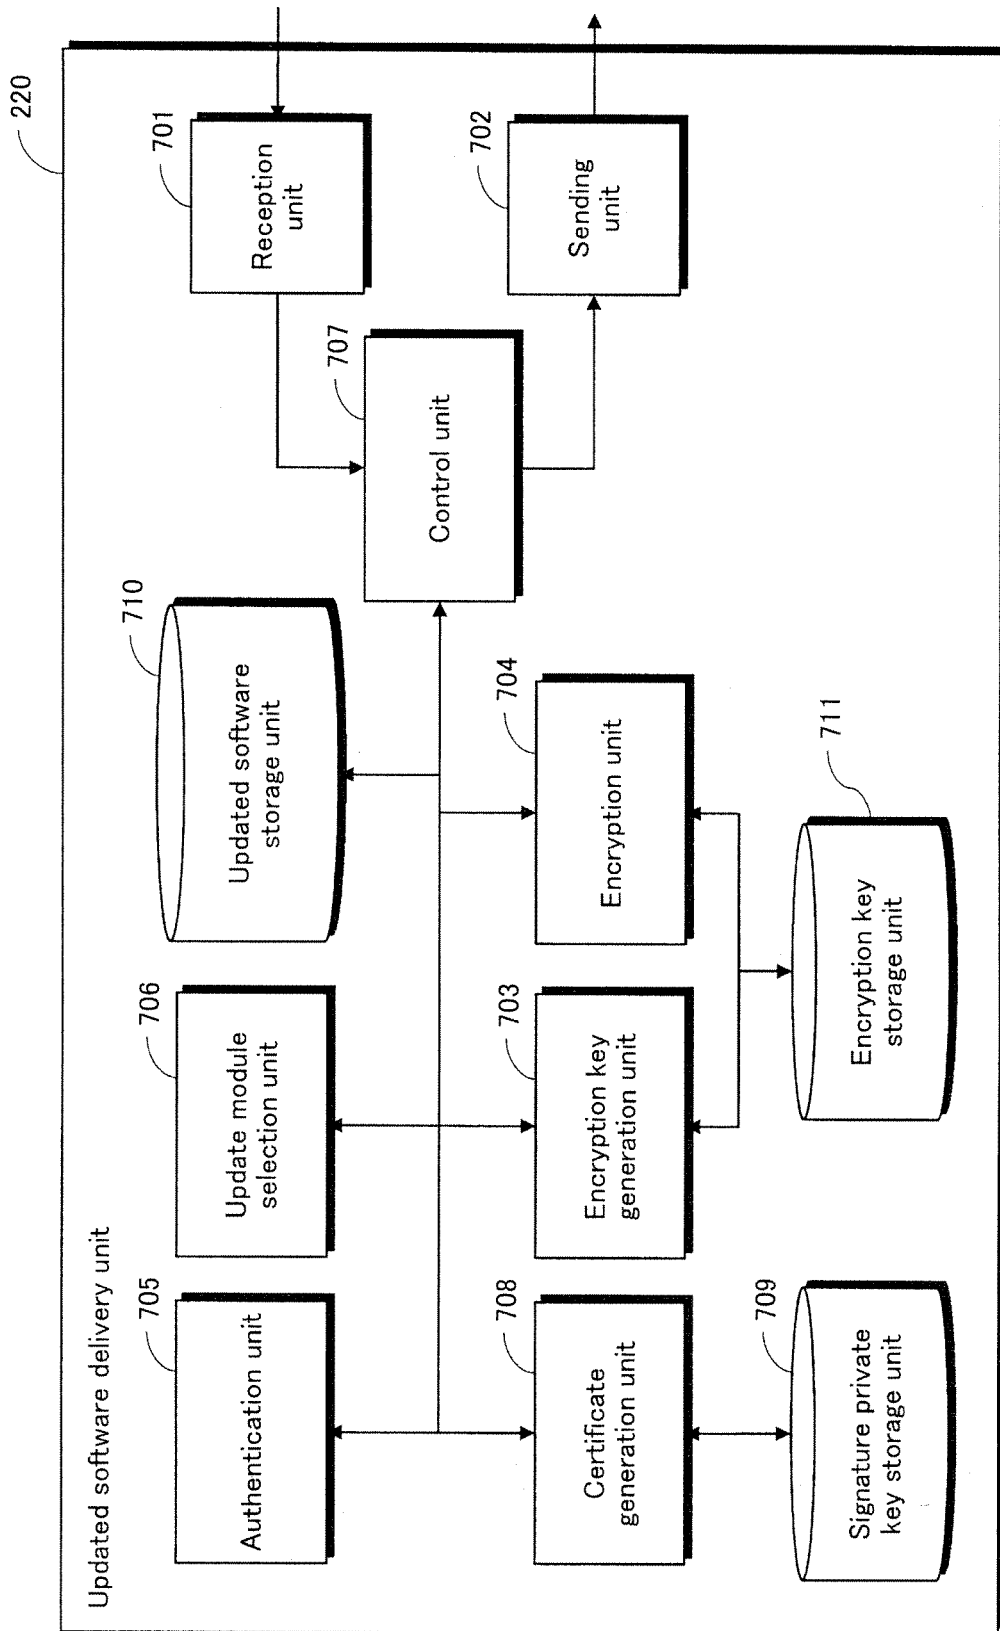 220
Updated software delivery unit
705
Authentication unit
706
Update module
selection unit
710
Updated software
storage unit
707
Control unit
701
Reception
unit
702
Sending
unit
708
Certificate
generation unit
703
Encryption key
generation unit
704
Encryption unit
709
Signature private
key storage unit
711
Encryption key
storage unit